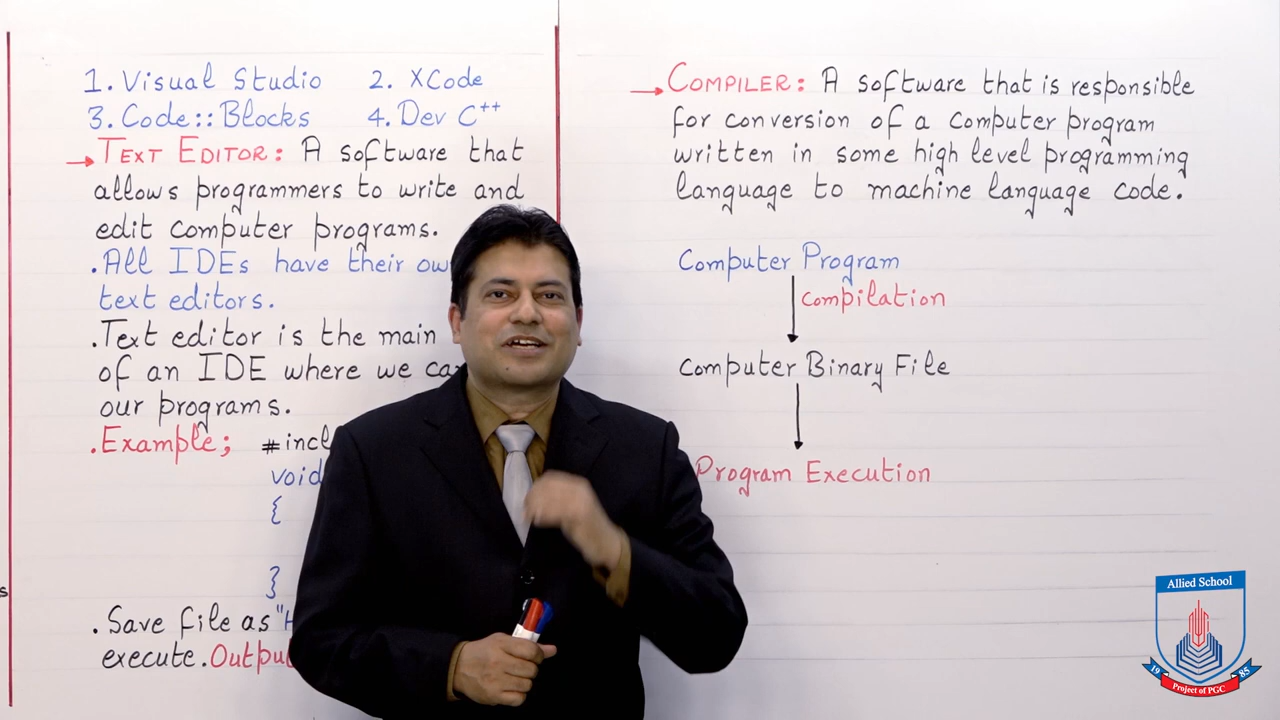 1. Visual Studio 2. XCode
3. Code::Blocks 4. Dev C++
→ TEXT EDITOR: A software that
allows programmers to write and
edit computer programs.
. All IDEs have their
text editors.
. Text editor is the main
of an IDE where we
our programs.
. Example;
void
{
}
. Save file as
execute.
→ COMPILER: A software that is responsible
for conversion of a computer program
written in some high level programming
language to machine language code.
Computer Program
compilation
Computer Binary File
Program Execution
Allied School
19 85
Project of PGC